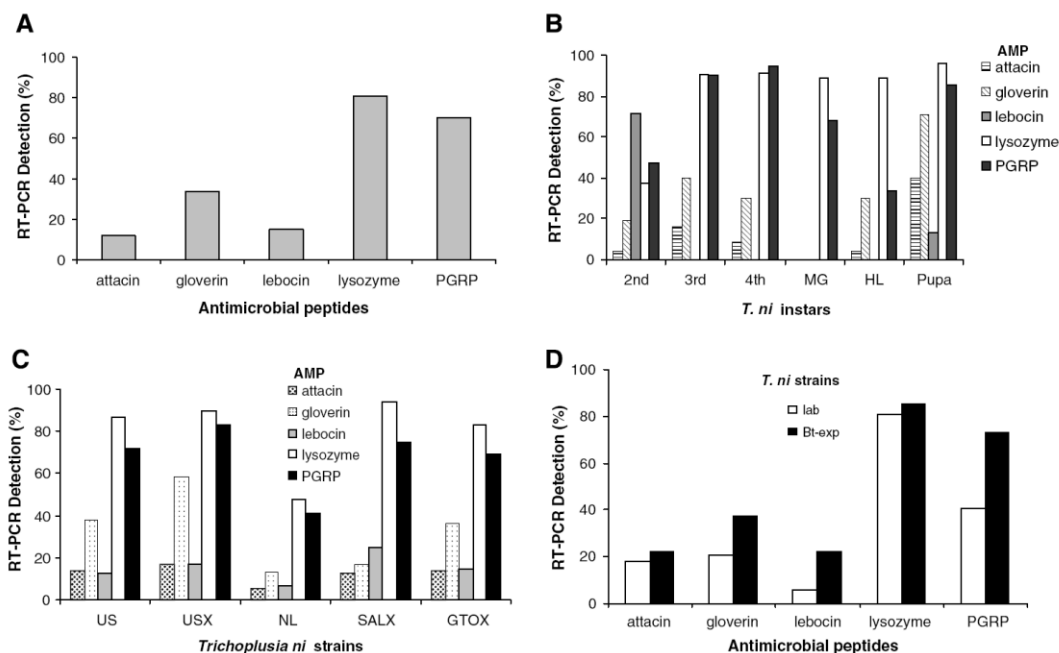 A
RT-PCR Detection (%)
100
80
60
40
20
0
attacin gloverin lebocin lysozyme PGRP
Antimicrobial peptides
B
RT-PCR Detection (%)
100
80
60
40
20
0
2nd 3rd 4th MG HL Pupa
T. ni instars
AMP
attacin
gloverin
lebocin
lysozyme
PGRP
C
RT-PCR Detection (%)
100
80
60
40
20
0
US USX NL SALX GTOX
Trichoplusia ni strains
AMP
attacin
gloverin
lebocin
lysozyme
PGRP
D
RT-PCR Detection (%)
100
80
60
40
20
0
attacin gloverin lebocin lysozyme PGRP
Antimicrobial peptides
T. ni strains
lab
Bt-exp